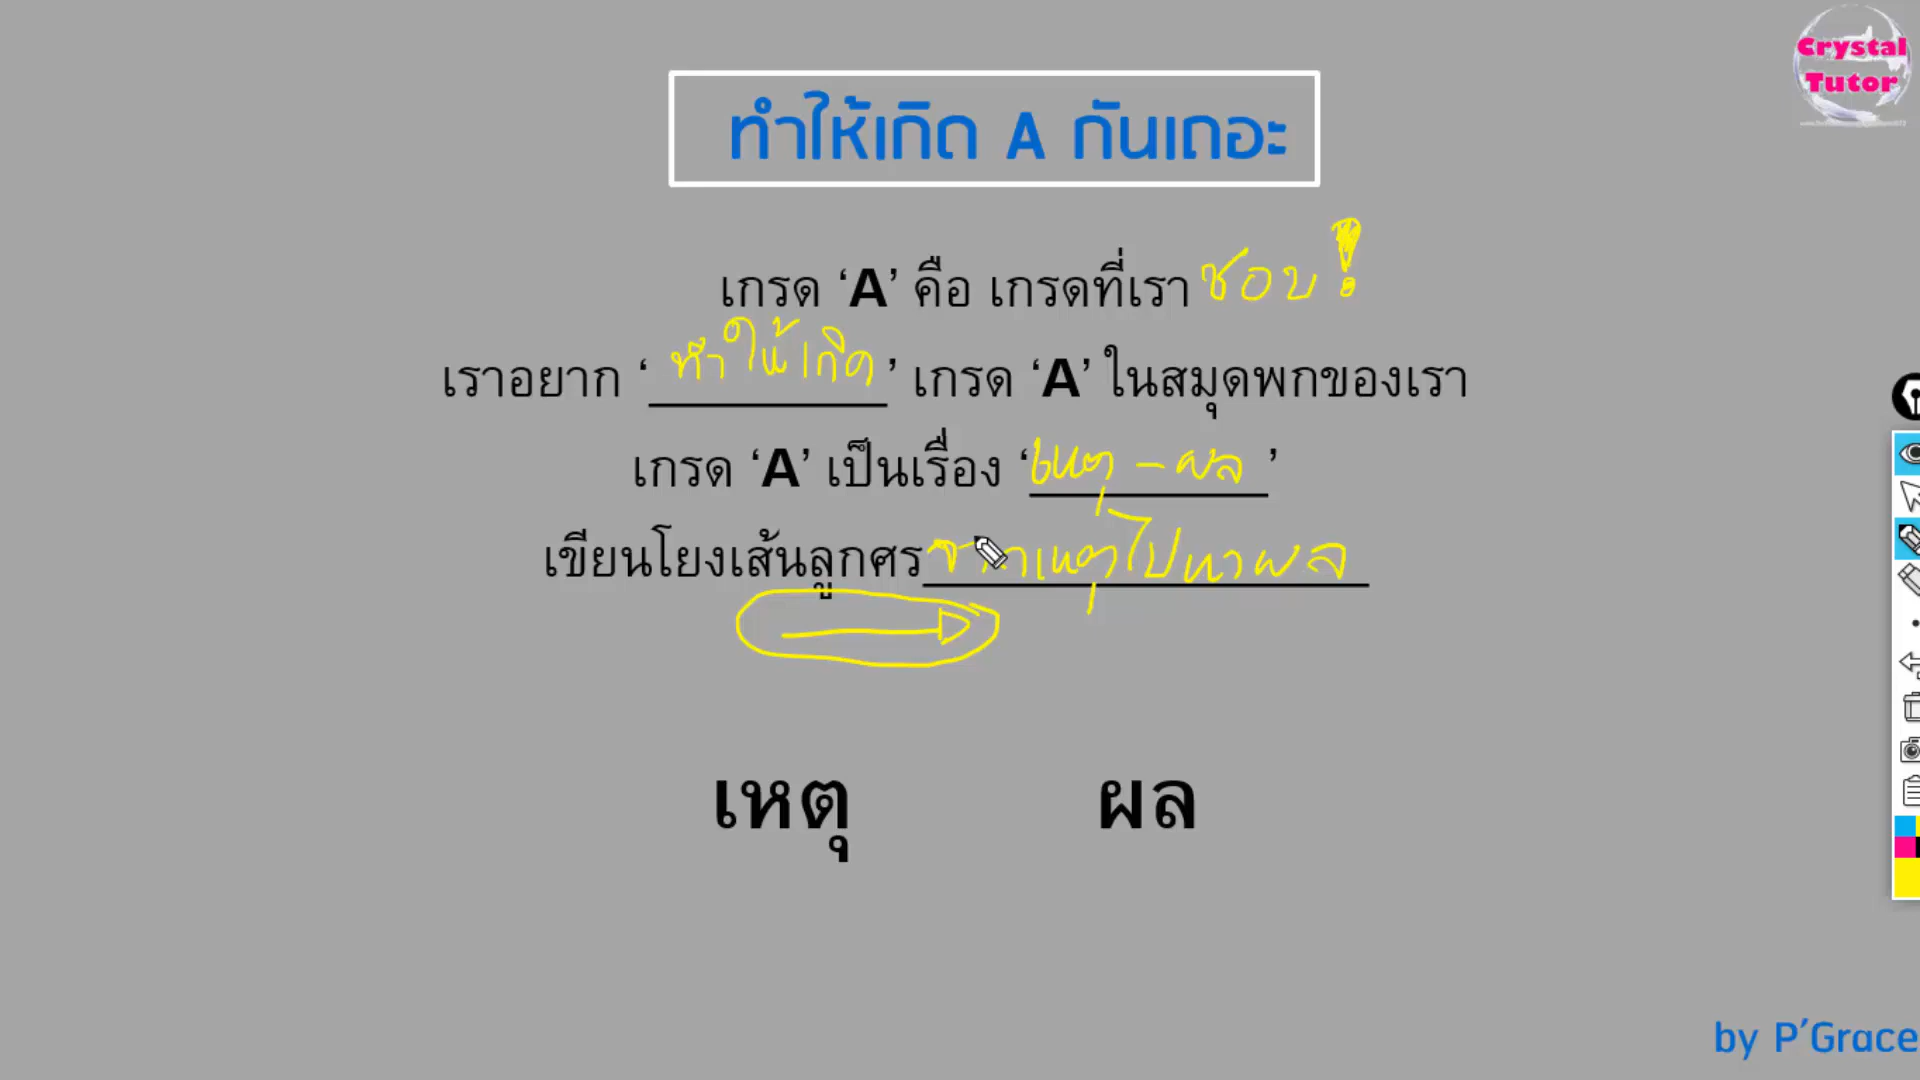 Crystal
Tutor
ทำให้เกิด A กันเถอะ
เกรด ‘A’ คือ เกรดที่เรา ชอบ!
เราอยาก ‘ ทำให้เกิด ’ เกรด ‘A’ ในสมุดพกของเรา
เกรด ‘A’ เป็นเรื่อง ‘เหตุ - ผล ’
เขียนโยงเส้นลูกศรจากเหตุไปหาผล
เหตุ ผล
by P'Grace